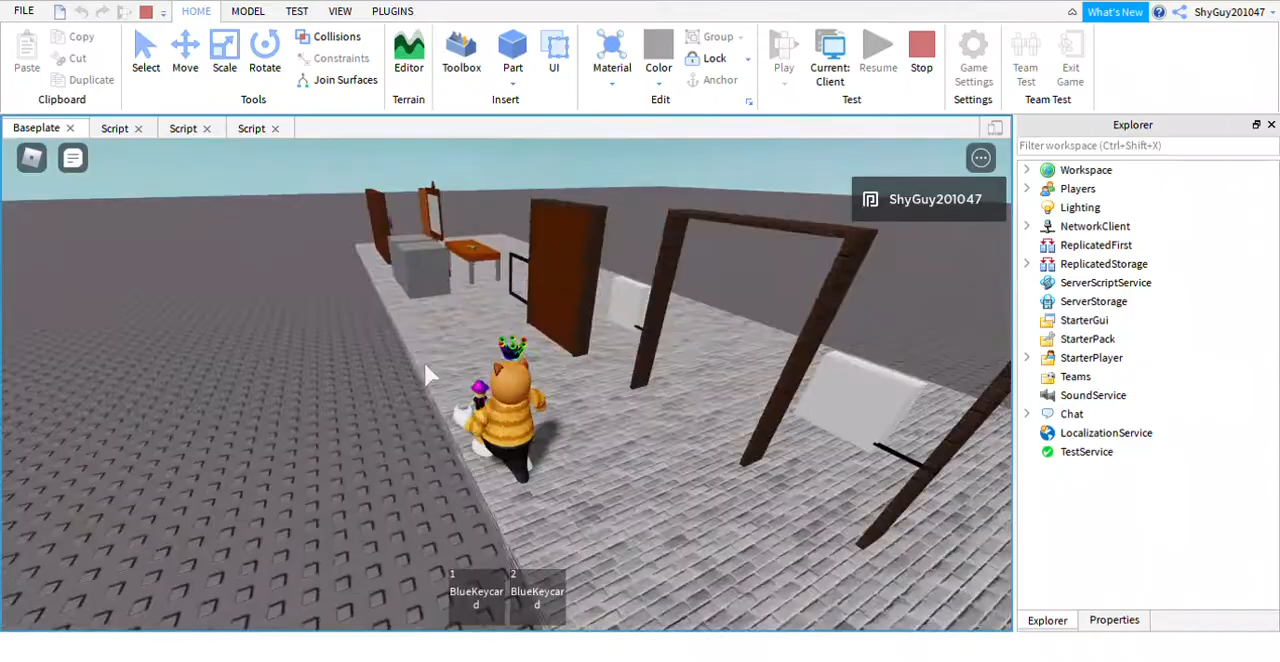 FILE HOME MODEL TEST VIEW PLUGINS What's New ShyGuy201047
Paste Copy Cut Duplicate
Clipboard
Select Move Scale Rotate Collisions Constraints Join Surfaces
Tools
Editor
Terrain
Toolbox Part UI
Insert
Material Color Group Lock Anchor
Edit
Play Current: Client Resume Stop
Test
Game Settings
Settings
Team Test Exit Game
Team Test
Baseplate Script Script Script
Explorer
Filter workspace (Ctrl+Shift+X)
ShyGuy201047
Workspace
Players
Lighting
NetworkClient
ReplicatedFirst
ReplicatedStorage
ServerScriptService
ServerStorage
StarterGui
StarterPack
StarterPlayer
Teams
SoundService
Chat
LocalizationService
TestService
1 2
BlueKeycar BlueKeycar
d d
Explorer Properties